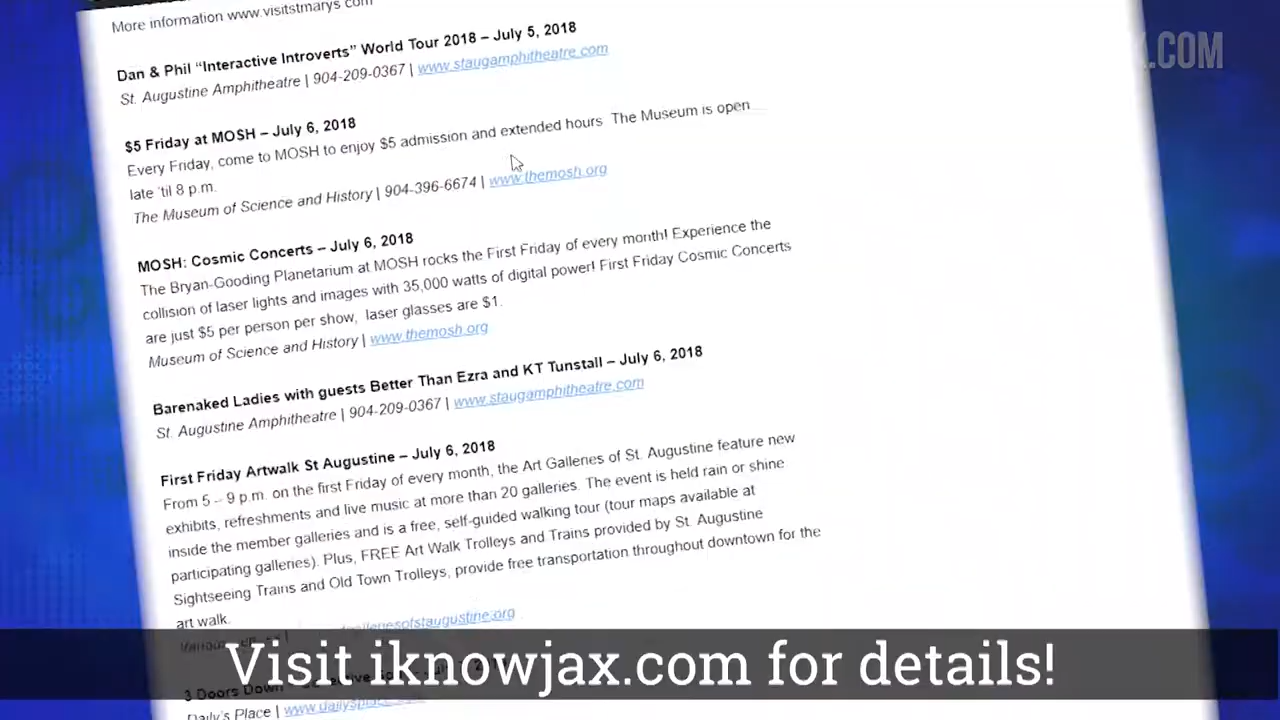 More information www.visitstmarys com
.COM
Dan & Phil “Interactive Introverts” World Tour 2018 – July 5, 2018
St. Augustine Amphitheatre | 904-209-0367 | www.staugamphitheatre.com
$5 Friday at MOSH – July 6, 2018
Every Friday, come to MOSH to enjoy $5 admission and extended hours The Museum is open
late ’til 8 p.m.
The Museum of Science and History | 904-396-6674 | www.themosh.org
MOSH: Cosmic Concerts – July 6, 2018
The Bryan-Gooding Planetarium at MOSH rocks the First Friday of every month! Experience the
collision of laser lights and images with 35,000 watts of digital power! First Friday Cosmic Concerts
are just $5 per person per show, laser glasses are $1.
Museum of Science and History | www.themosh.org
Barenaked Ladies with guests Better Than Ezra and KT Tunstall – July 6, 2018
St. Augustine Amphitheatre | 904-209-0367 | www.staugamphitheatre.com
First Friday Artwalk St Augustine – July 6, 2018
From 5 – 9 p.m. on the first Friday of every month, the Art Galleries of St. Augustine feature new
exhibits, refreshments and live music at more than 20 galleries. The event is held rain or shine
inside the member galleries and is a free, self-guided walking tour (tour maps available at
participating galleries). Plus, FREE Art Walk Trolleys and Trains provided by St. Augustine
Sightseeing Trains and Old Town Trolleys, provide free transportation throughout downtown for the
art walk.
Visit iknowjax.com for details!
3 Doors Down
Daily's Place |